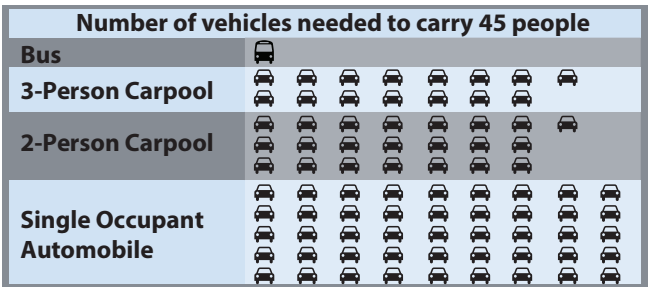 Number of vehicles needed to carry 45 people
Bus
3-Person Carpool
2-Person Carpool
Single Occupant
Automobile